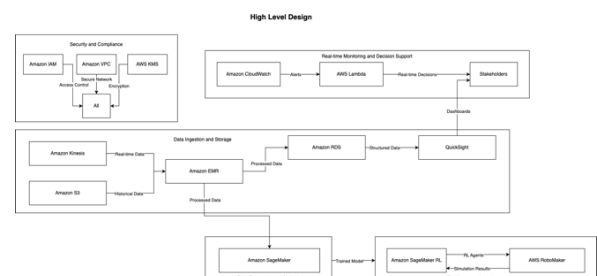 High Level Design
Security and Compliance
Amazon IAM
Amazon VPC
AWS KMS
Access Control
Secure Network
Encryption
All
Real-time Monitoring and Decision Support
Amazon CloudWatch
Alerts
AWS Lambda
Real-time Decisions
Stakeholders
Dashboards
Data Ingestion and Storage
Amazon Kinesis
Real-time Data
Amazon S3
Historical Data
Amazon EMR
Processed Data
Amazon RDS
Structured Data
QuickSight
Processed Data
Amazon SageMaker
Trained Model
Amazon SageMaker RL
RL Agents
Simulation Results
AWS RoboMaker